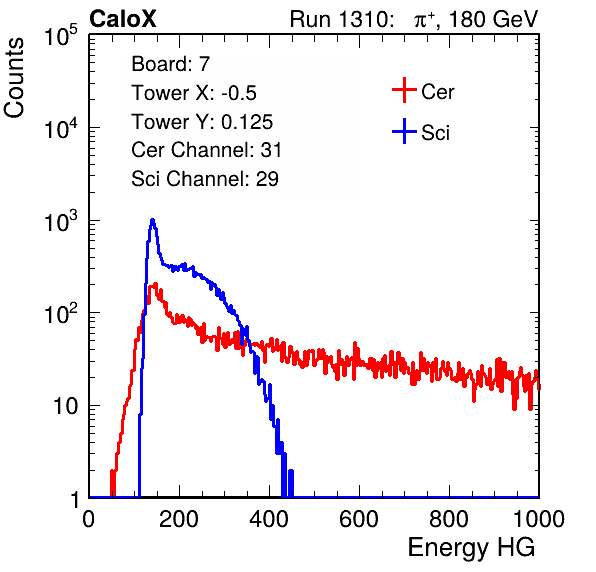 CaloX Run 1310: π⁺, 180 GeV
Board: 7
Tower X: -0.5
Tower Y: 0.125
Cer Channel: 31
Sci Channel: 29
Cer
Sci
Counts
10⁵
10⁴
10³
10²
10
1
0 200 400 600 800 1000
Energy HG